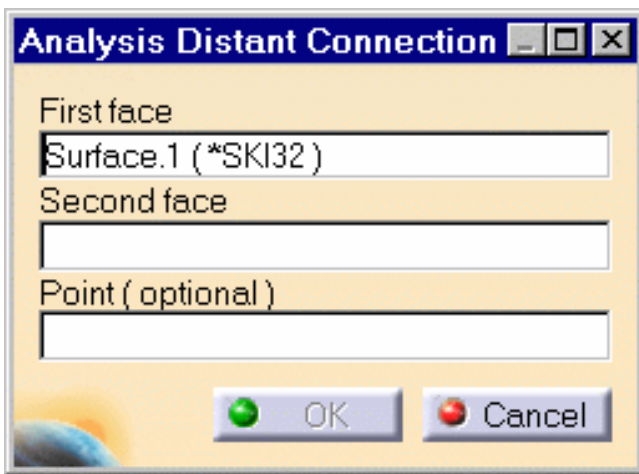 Analysis Distant Connection
First face
Surface.1 ( *SKI32 )
Second face
Point ( optional )
OK
Cancel